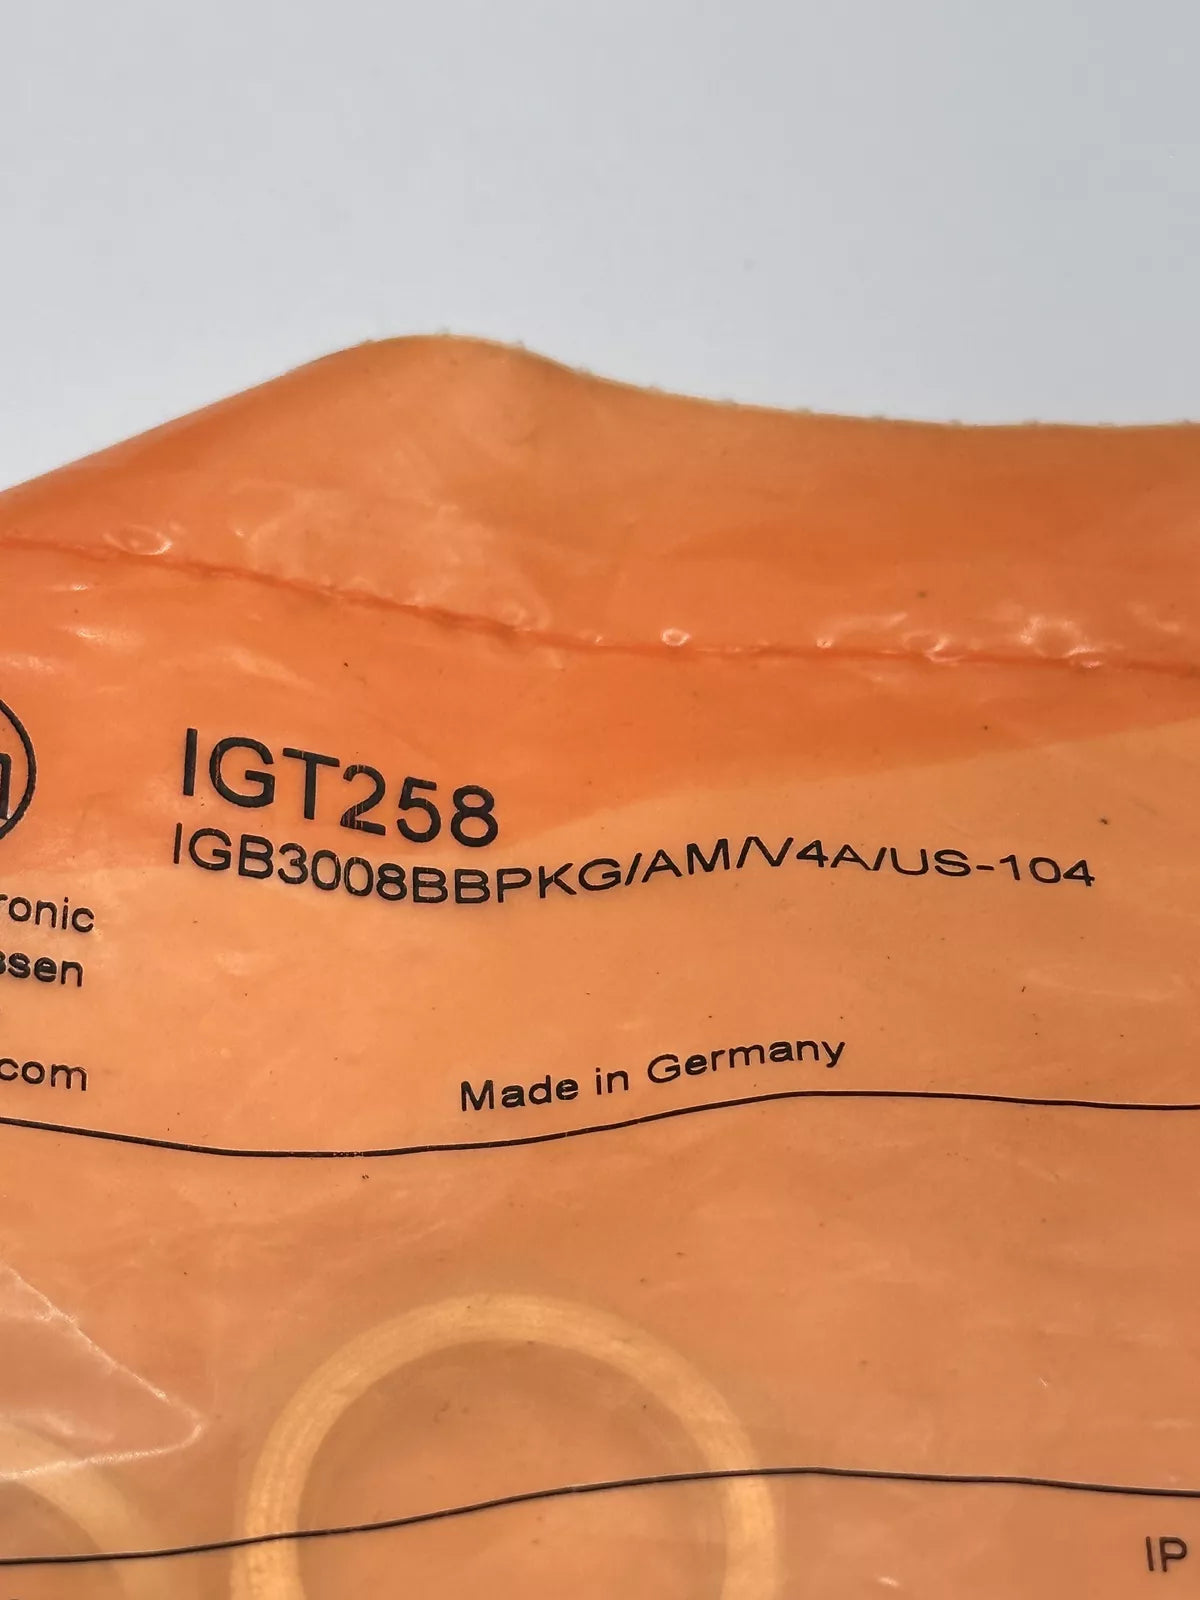 IGT258
IGB3008BBPKG/AM/V4A/US-104
ronic
ssen
.com
Made in Germany
IP